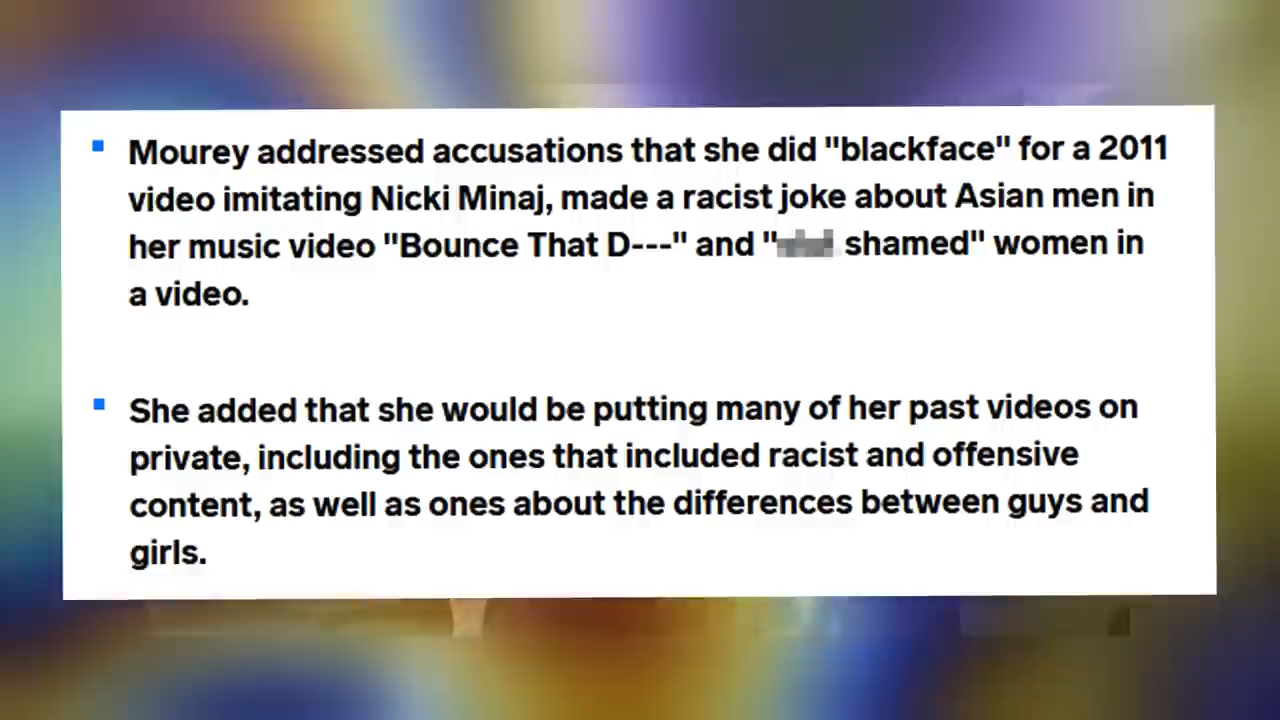 Mourey addressed accusations that she did "blackface" for a 2011
video imitating Nicki Minaj, made a racist joke about Asian men in
her music video "Bounce That D---" and " shamed" women in
a video.
She added that she would be putting many of her past videos on
private, including the ones that included racist and offensive
content, as well as ones about the differences between guys and
girls.